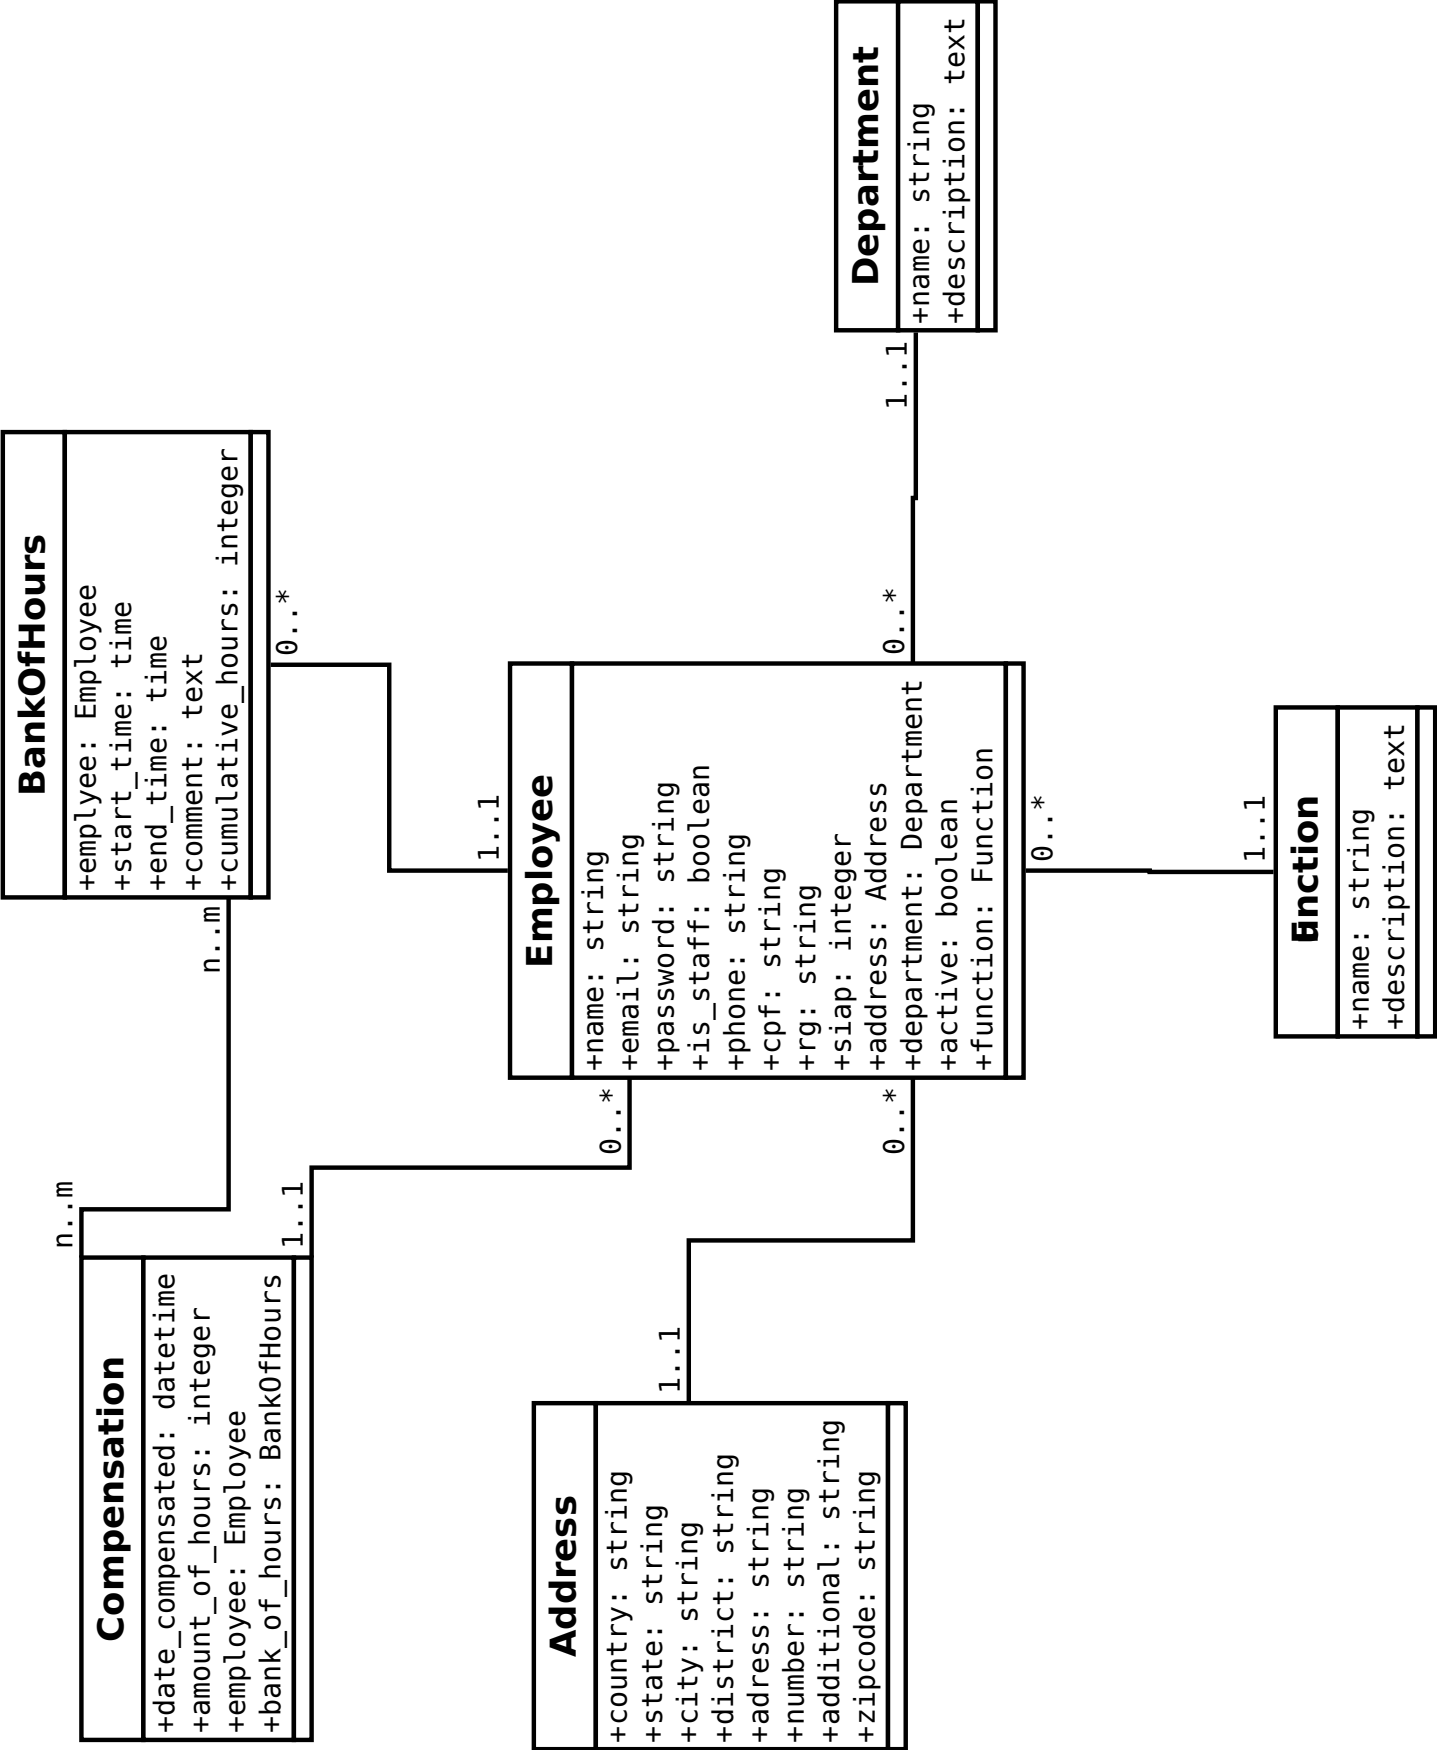 BankOfHours
+emplyee: Employee
+start_time: time
+end_time: time
+comment: text
+cumulative_hours: integer
n..m
n..m
0..*
Compensation
+date_compensated: datetime
+amount_of_hours: integer
+employee: Employee
+bank_of_hours: BankOfHours
1..1
0..*
1..1
Employee
+name: string
+email: string
+password: string
+is_staff: boolean
+phone: string
+cpf: string
+rg: string
+siap: integer
+address: Address
+department: Department
+active: boolean
+function: Function
Address
+country: string
+state: string
+city: string
+district: string
+adress: string
+number: string
+additional: string
+zipcode: string
1..1
0..*
0..*
1..1
Department
+name: string
+description: text
0..*
1..1
Function
+name: string
+description: text